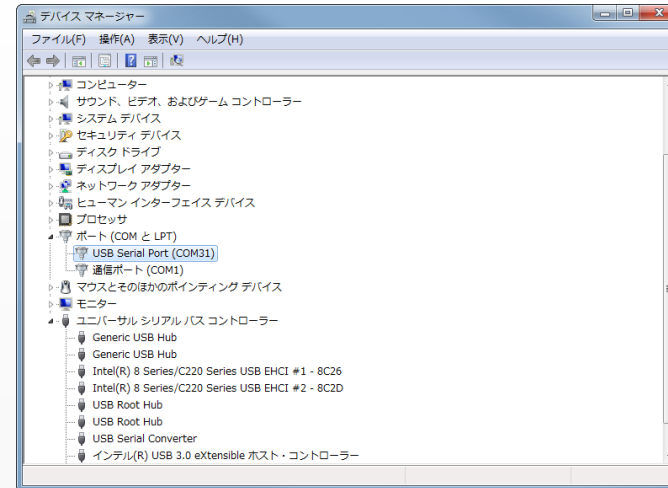 デバイス マネージャー
ファイル(F) 操作(A) 表示(V) ヘルプ(H)
コンピューター
サウンド、ビデオ、およびゲーム コントローラー
システム デバイス
セキュリティ デバイス
ディスク ドライブ
ディスプレイ アダプター
ネットワーク アダプター
ヒューマン インターフェイス デバイス
プロセッサ
ポート (COM と LPT)
USB Serial Port (COM31)
通信ポート (COM1)
マウスとそのほかのポインティング デバイス
モニター
ユニバーサル シリアル バス コントローラー
Generic USB Hub
Generic USB Hub
Intel(R) 8 Series/C220 Series USB EHCI #1 - 8C26
Intel(R) 8 Series/C220 Series USB EHCI #2 - 8C2D
USB Root Hub
USB Root Hub
USB Serial Converter
インテル(R) USB 3.0 eXtensible ホスト・コントローラー